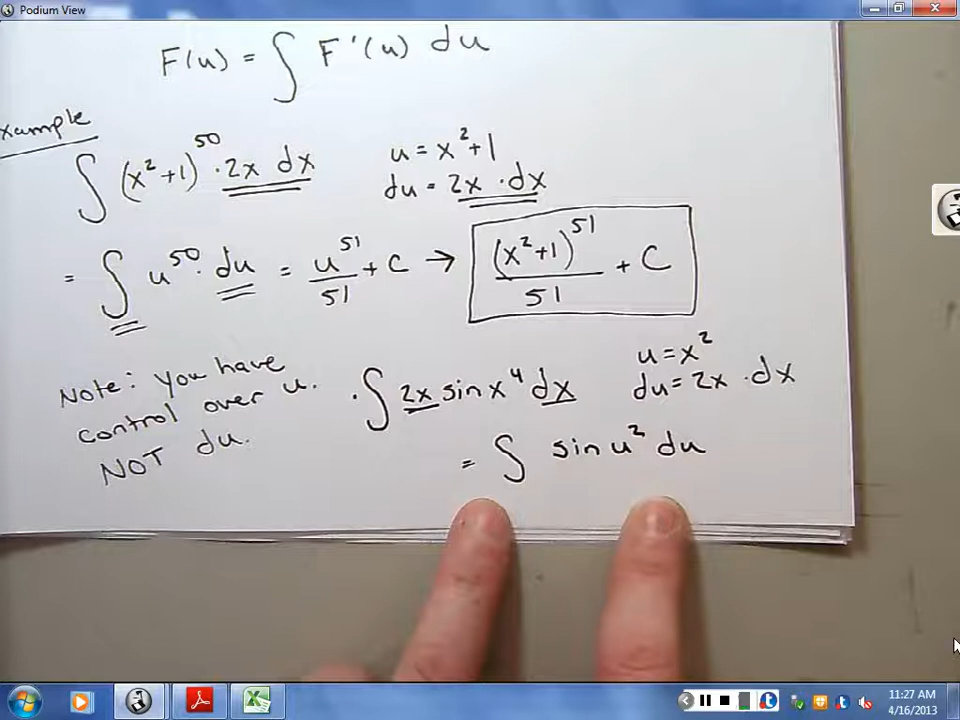 Podium View
F(u) = ∫ F'(u) du
xample
∫ (x²+1)⁵⁰ · 2x dx
u = x²+1
du = 2x · dx
= ∫ u⁵⁰ · du = u⁵¹/51 + C → (x²+1)⁵¹/51 + C
Note: you have
control over u.
NOT du.
· ∫ 2x sin x⁴ dx
u = x²
du = 2x · dx
= ∫ sin u² du
11:27 AM
4/16/2013